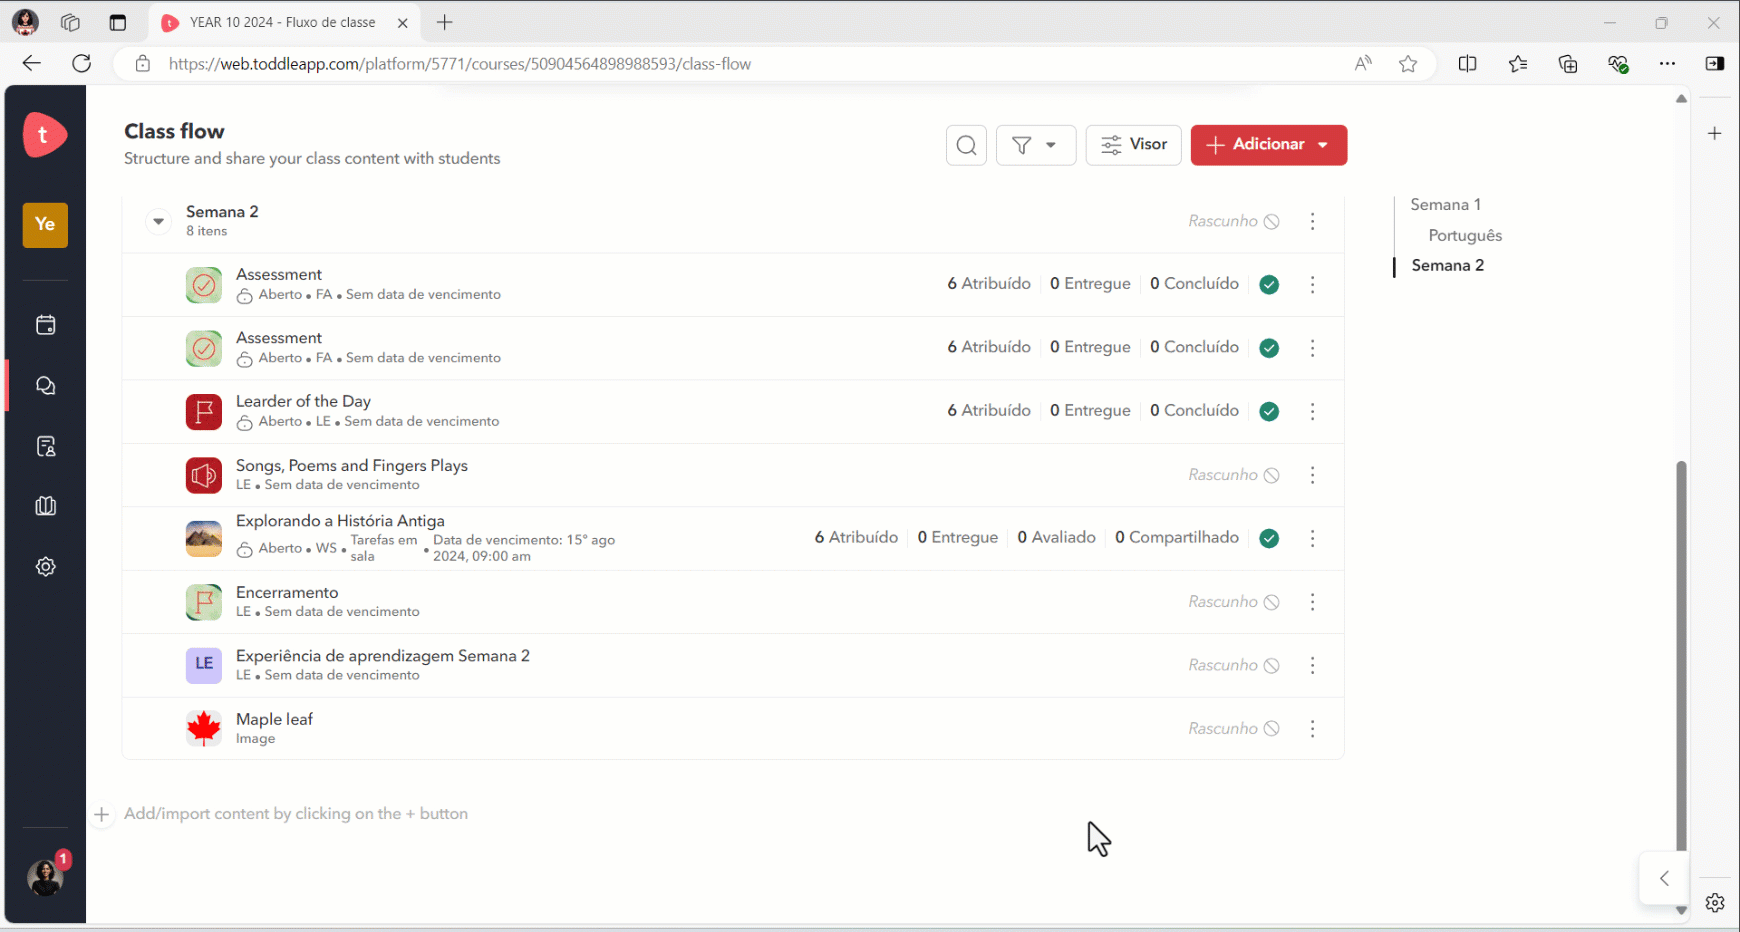 YEAR 10 2024 - Fluxo de classe
https://web.toddleapp.com/platform/5771/courses/50904564898988593/class-flow
t
Ye
1
Class flow
Structure and share your class content with students
Visor
Adicionar
Semana 2
8 itens
Rascunho
Assessment
Aberto • FA • Sem data de vencimento
6 Atribuído 0 Entregue 0 Concluído
Assessment
Aberto • FA • Sem data de vencimento
6 Atribuído 0 Entregue 0 Concluído
Learder of the Day
Aberto • LE • Sem data de vencimento
6 Atribuído 0 Entregue 0 Concluído
Songs, Poems and Fingers Plays
LE • Sem data de vencimento
Rascunho
Explorando a História Antiga
Aberto • WS • Tarefas em sala • Data de vencimento: 15º ago 2024, 09:00 am
6 Atribuído 0 Entregue 0 Avaliado 0 Compartilhado
Encerramento
LE • Sem data de vencimento
Rascunho
LE
Experiência de aprendizagem Semana 2
LE • Sem data de vencimento
Rascunho
Maple leaf
Image
Rascunho
Add/import content by clicking on the + button
Semana 1
Português
Semana 2